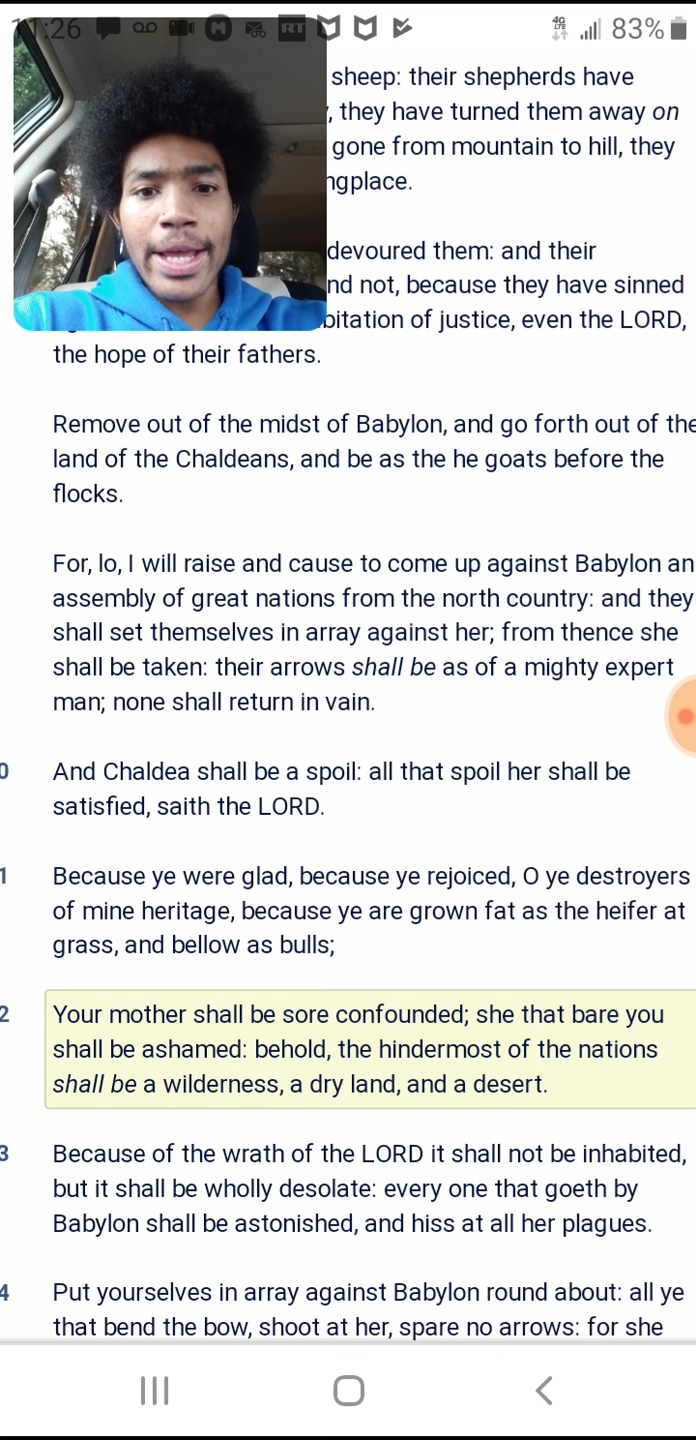 11:26 RT 4G LTE 83%
sheep: their shepherds have
, they have turned them away on
gone from mountain to hill, they
ngplace.
devoured them: and their
nd not, because they have sinned
bitation of justice, even the LORD,
the hope of their fathers.
Remove out of the midst of Babylon, and go forth out of the
land of the Chaldeans, and be as the he goats before the
flocks.
For, lo, I will raise and cause to come up against Babylon an
assembly of great nations from the north country: and they
shall set themselves in array against her; from thence she
shall be taken: their arrows shall be as of a mighty expert
man; none shall return in vain.
0 And Chaldea shall be a spoil: all that spoil her shall be
satisfied, saith the LORD.
1 Because ye were glad, because ye rejoiced, O ye destroyers
of mine heritage, because ye are grown fat as the heifer at
grass, and bellow as bulls;
2 Your mother shall be sore confounded; she that bare you
shall be ashamed: behold, the hindermost of the nations
shall be a wilderness, a dry land, and a desert.
3 Because of the wrath of the LORD it shall not be inhabited,
but it shall be wholly desolate: every one that goeth by
Babylon shall be astonished, and hiss at all her plagues.
4 Put yourselves in array against Babylon round about: all ye
that bend the bow, shoot at her, spare no arrows: for she